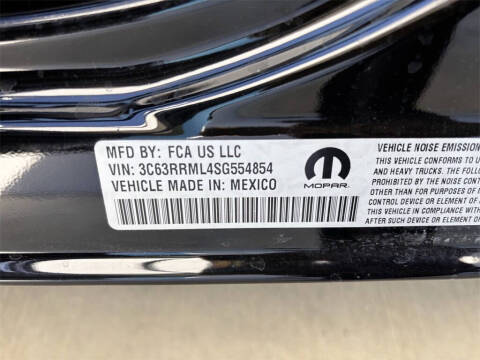 MFD BY: FCA US LLC
VIN: 3C63RRML4SG554854
VEHICLE MADE IN: MEXICO
MOPAR
VEHICLE NOISE EMISSION
THIS VEHICLE CONFORMS TO U
AND HEAVY TRUCKS. THE FOLLO
PROHIBITED BY THE NOISE CONT
OTHER THAN FOR PURPOSES OF MA
CONTROL DEVICE OR ELEMENT OF
THIS VEHICLE IN COMPLIANCE WITH
AFTER SUCH DEVICE OR ELEMENT